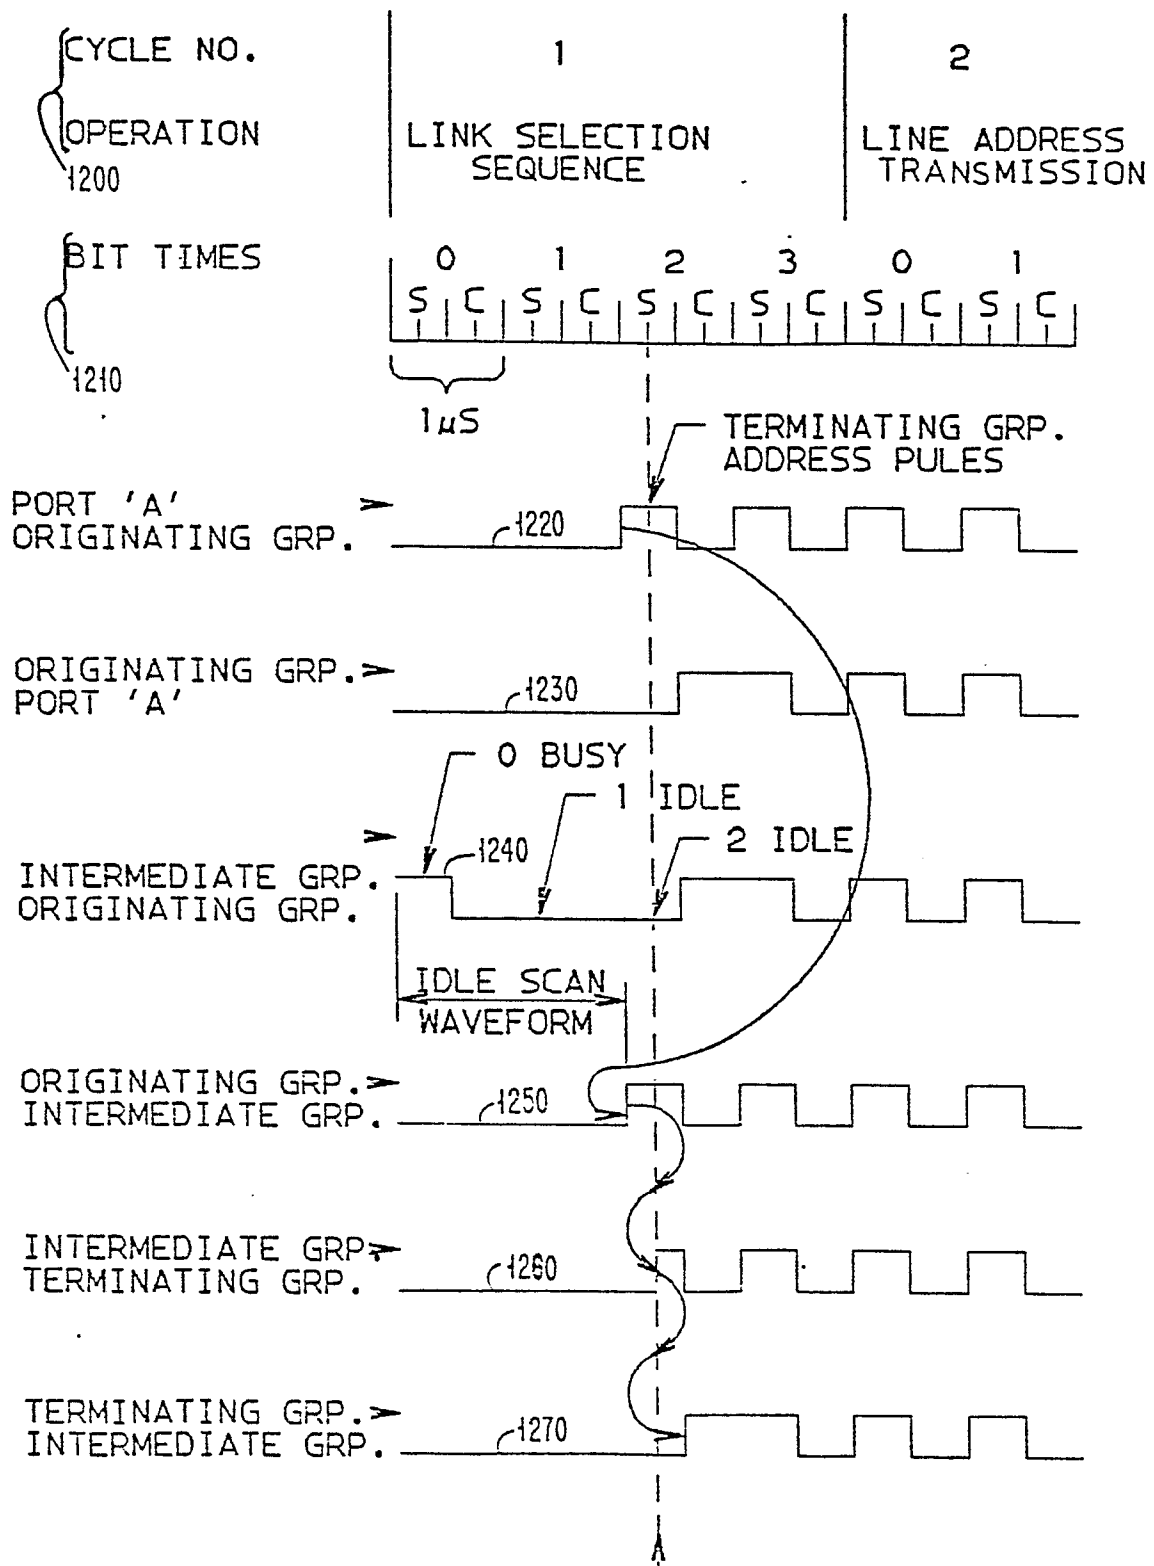 CYCLE NO. 1 2
OPERATION LINK SELECTION SEQUENCE LINE ADDRESS TRANSMISSION
1200
BIT TIMES 0 1 2 3 0 1
S C S C S C S C S C S C
1210
1µS
TERMINATING GRP.
ADDRESS PULES
PORT 'A'
ORIGINATING GRP.
1220
ORIGINATING GRP.
PORT 'A'
1230
0 BUSY
1 IDLE
2 IDLE
1240
INTERMEDIATE GRP.
ORIGINATING GRP.
IDLE SCAN
WAVEFORM
ORIGINATING GRP.
INTERMEDIATE GRP.
1250
INTERMEDIATE GRP.
TERMINATING GRP.
1260
TERMINATING GRP.
INTERMEDIATE GRP.
1270